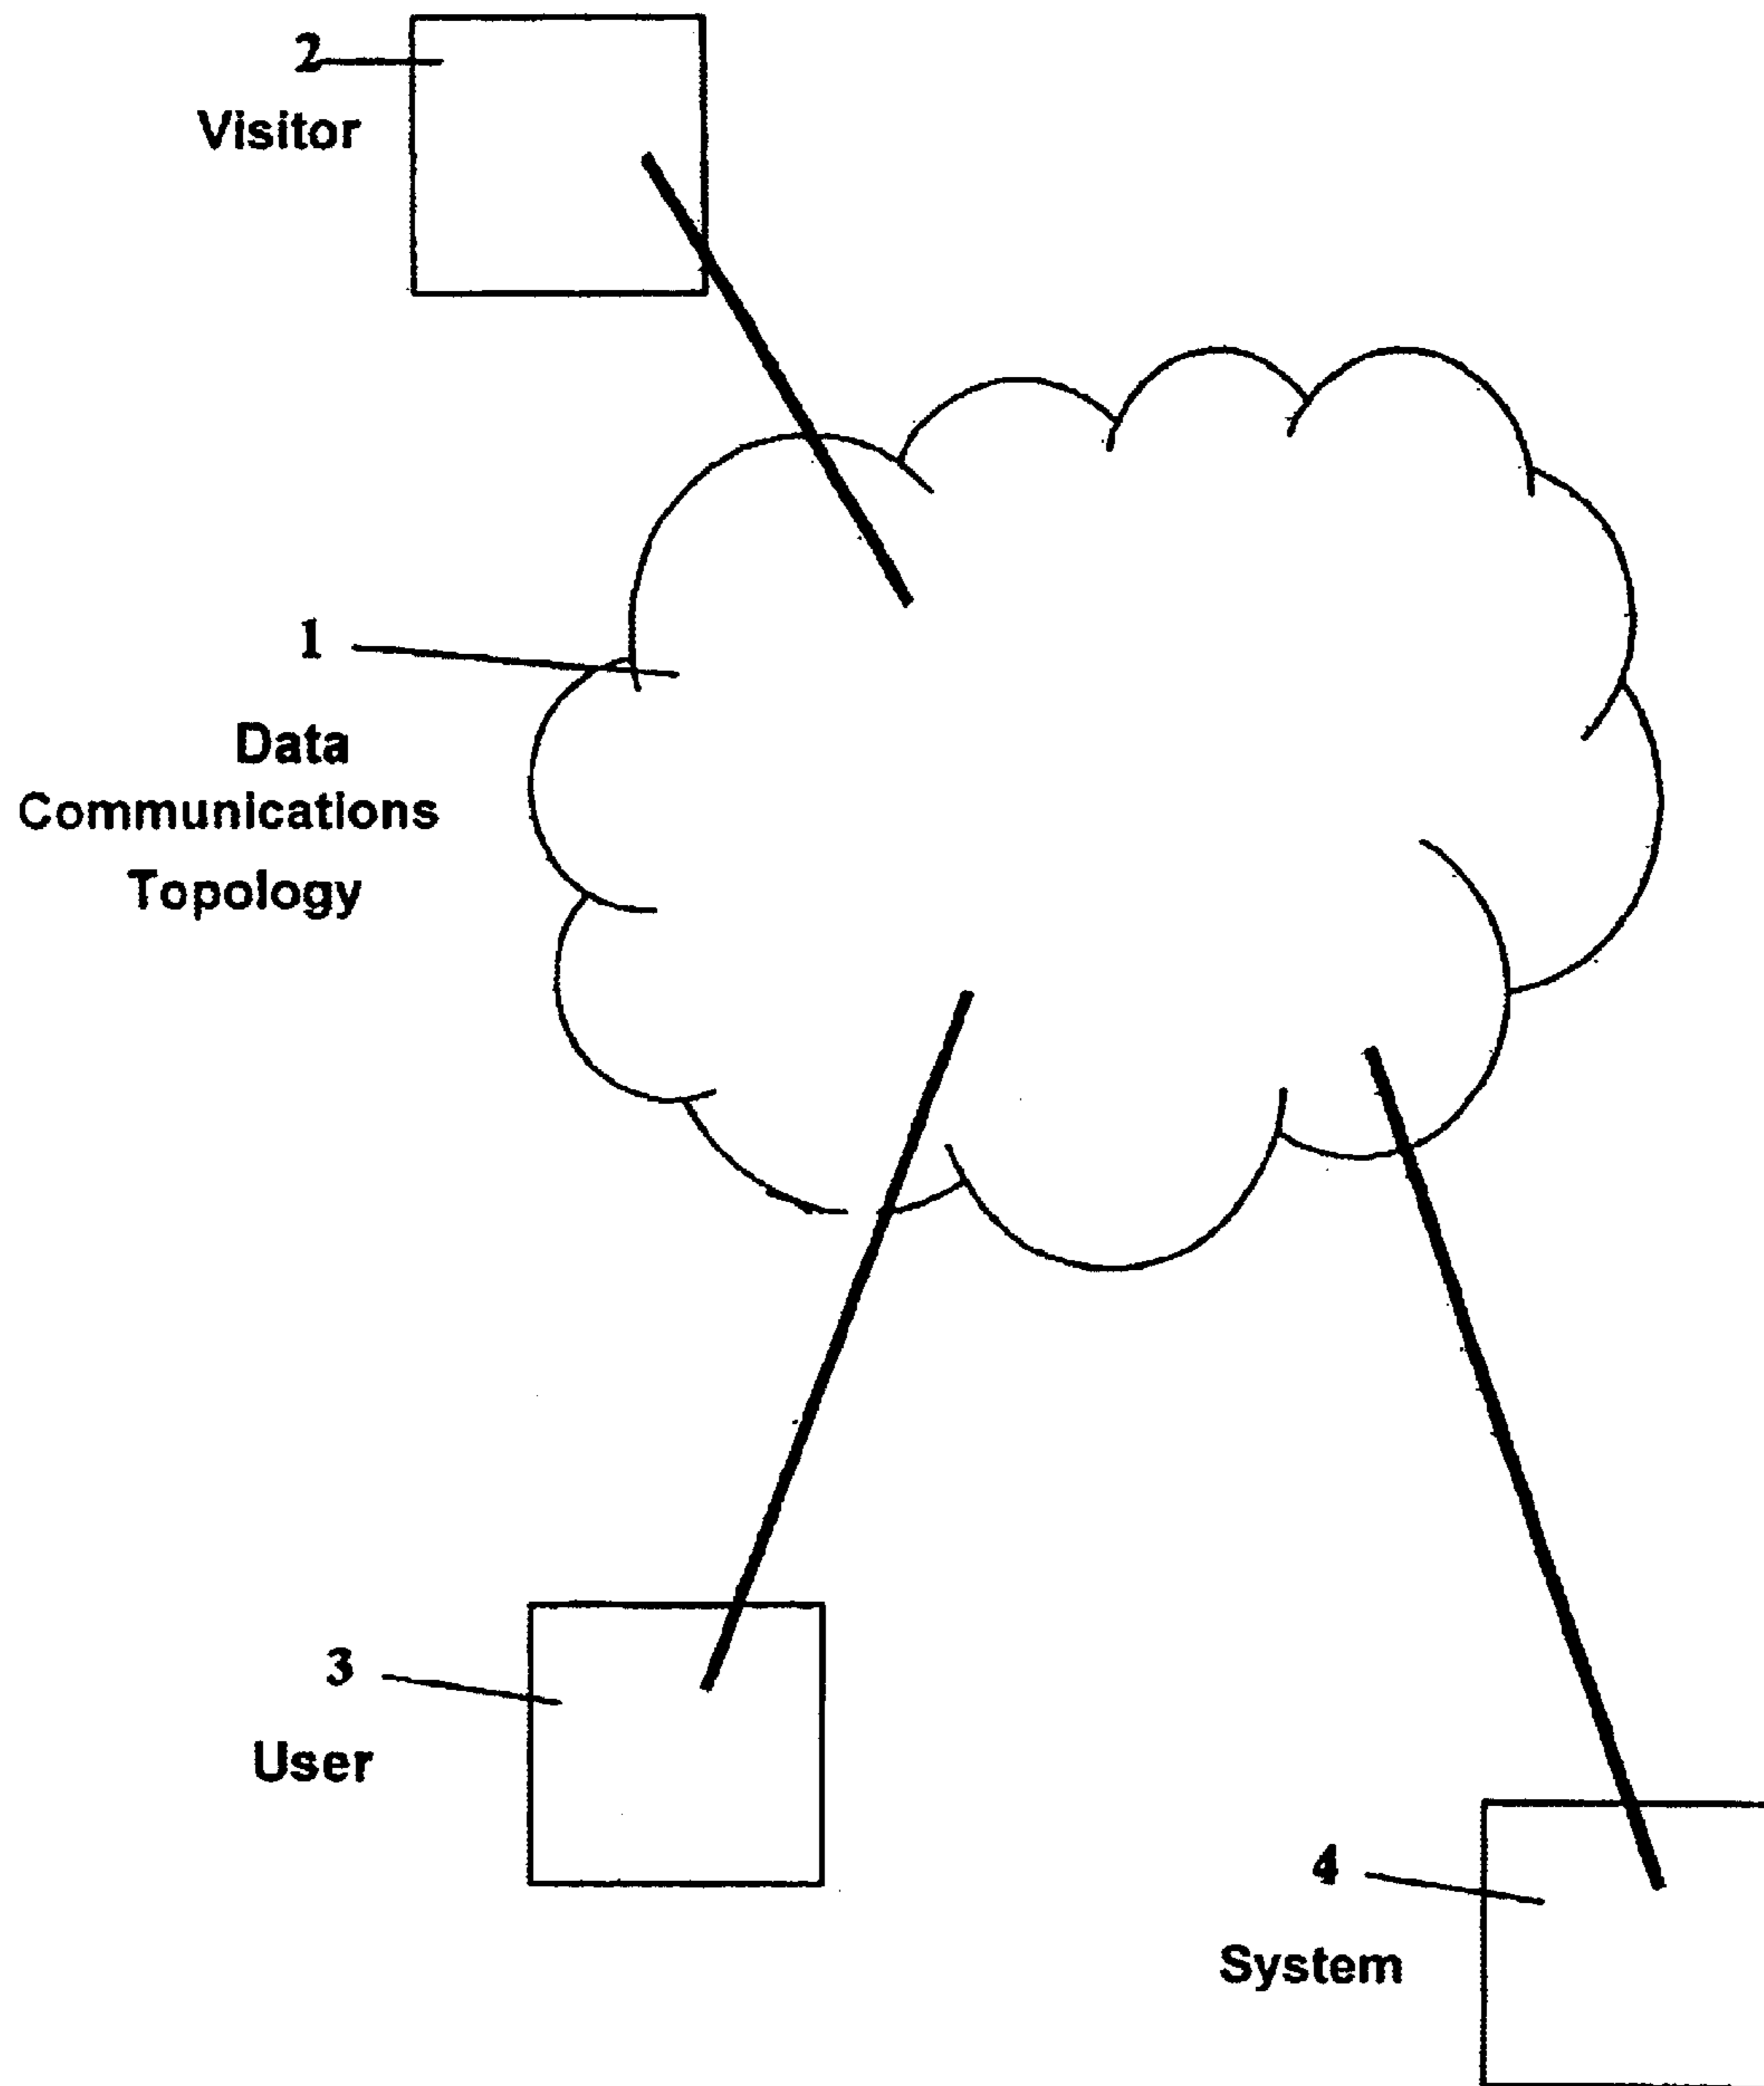 2
Visitor
1
Data
Communications
Topology
3
User
4
System